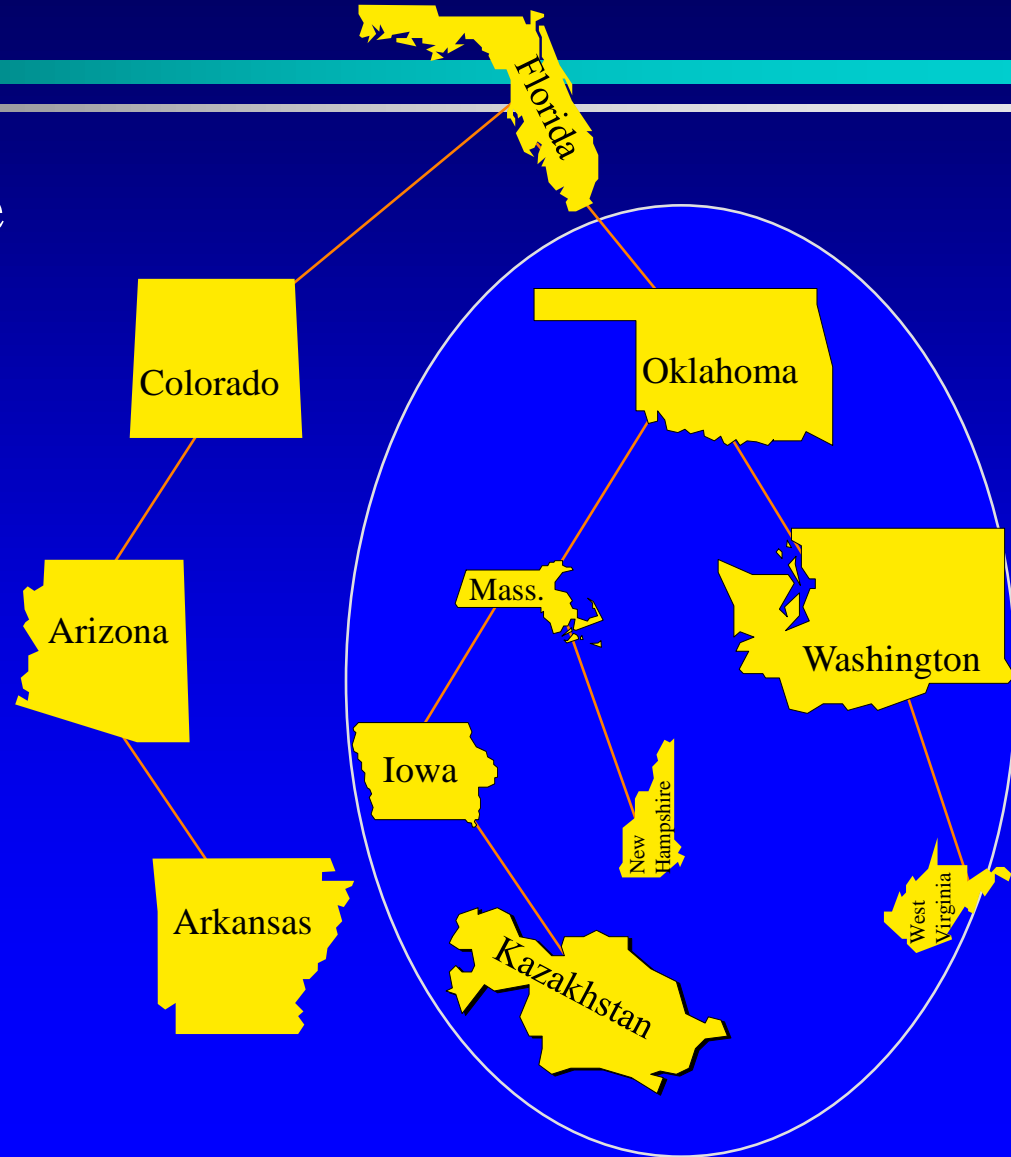 Florida
Colorado
Oklahoma
Mass.
Arizona
Washington
Iowa
New
Hampshire
West
Virginia
Arkansas
Kazakhstan